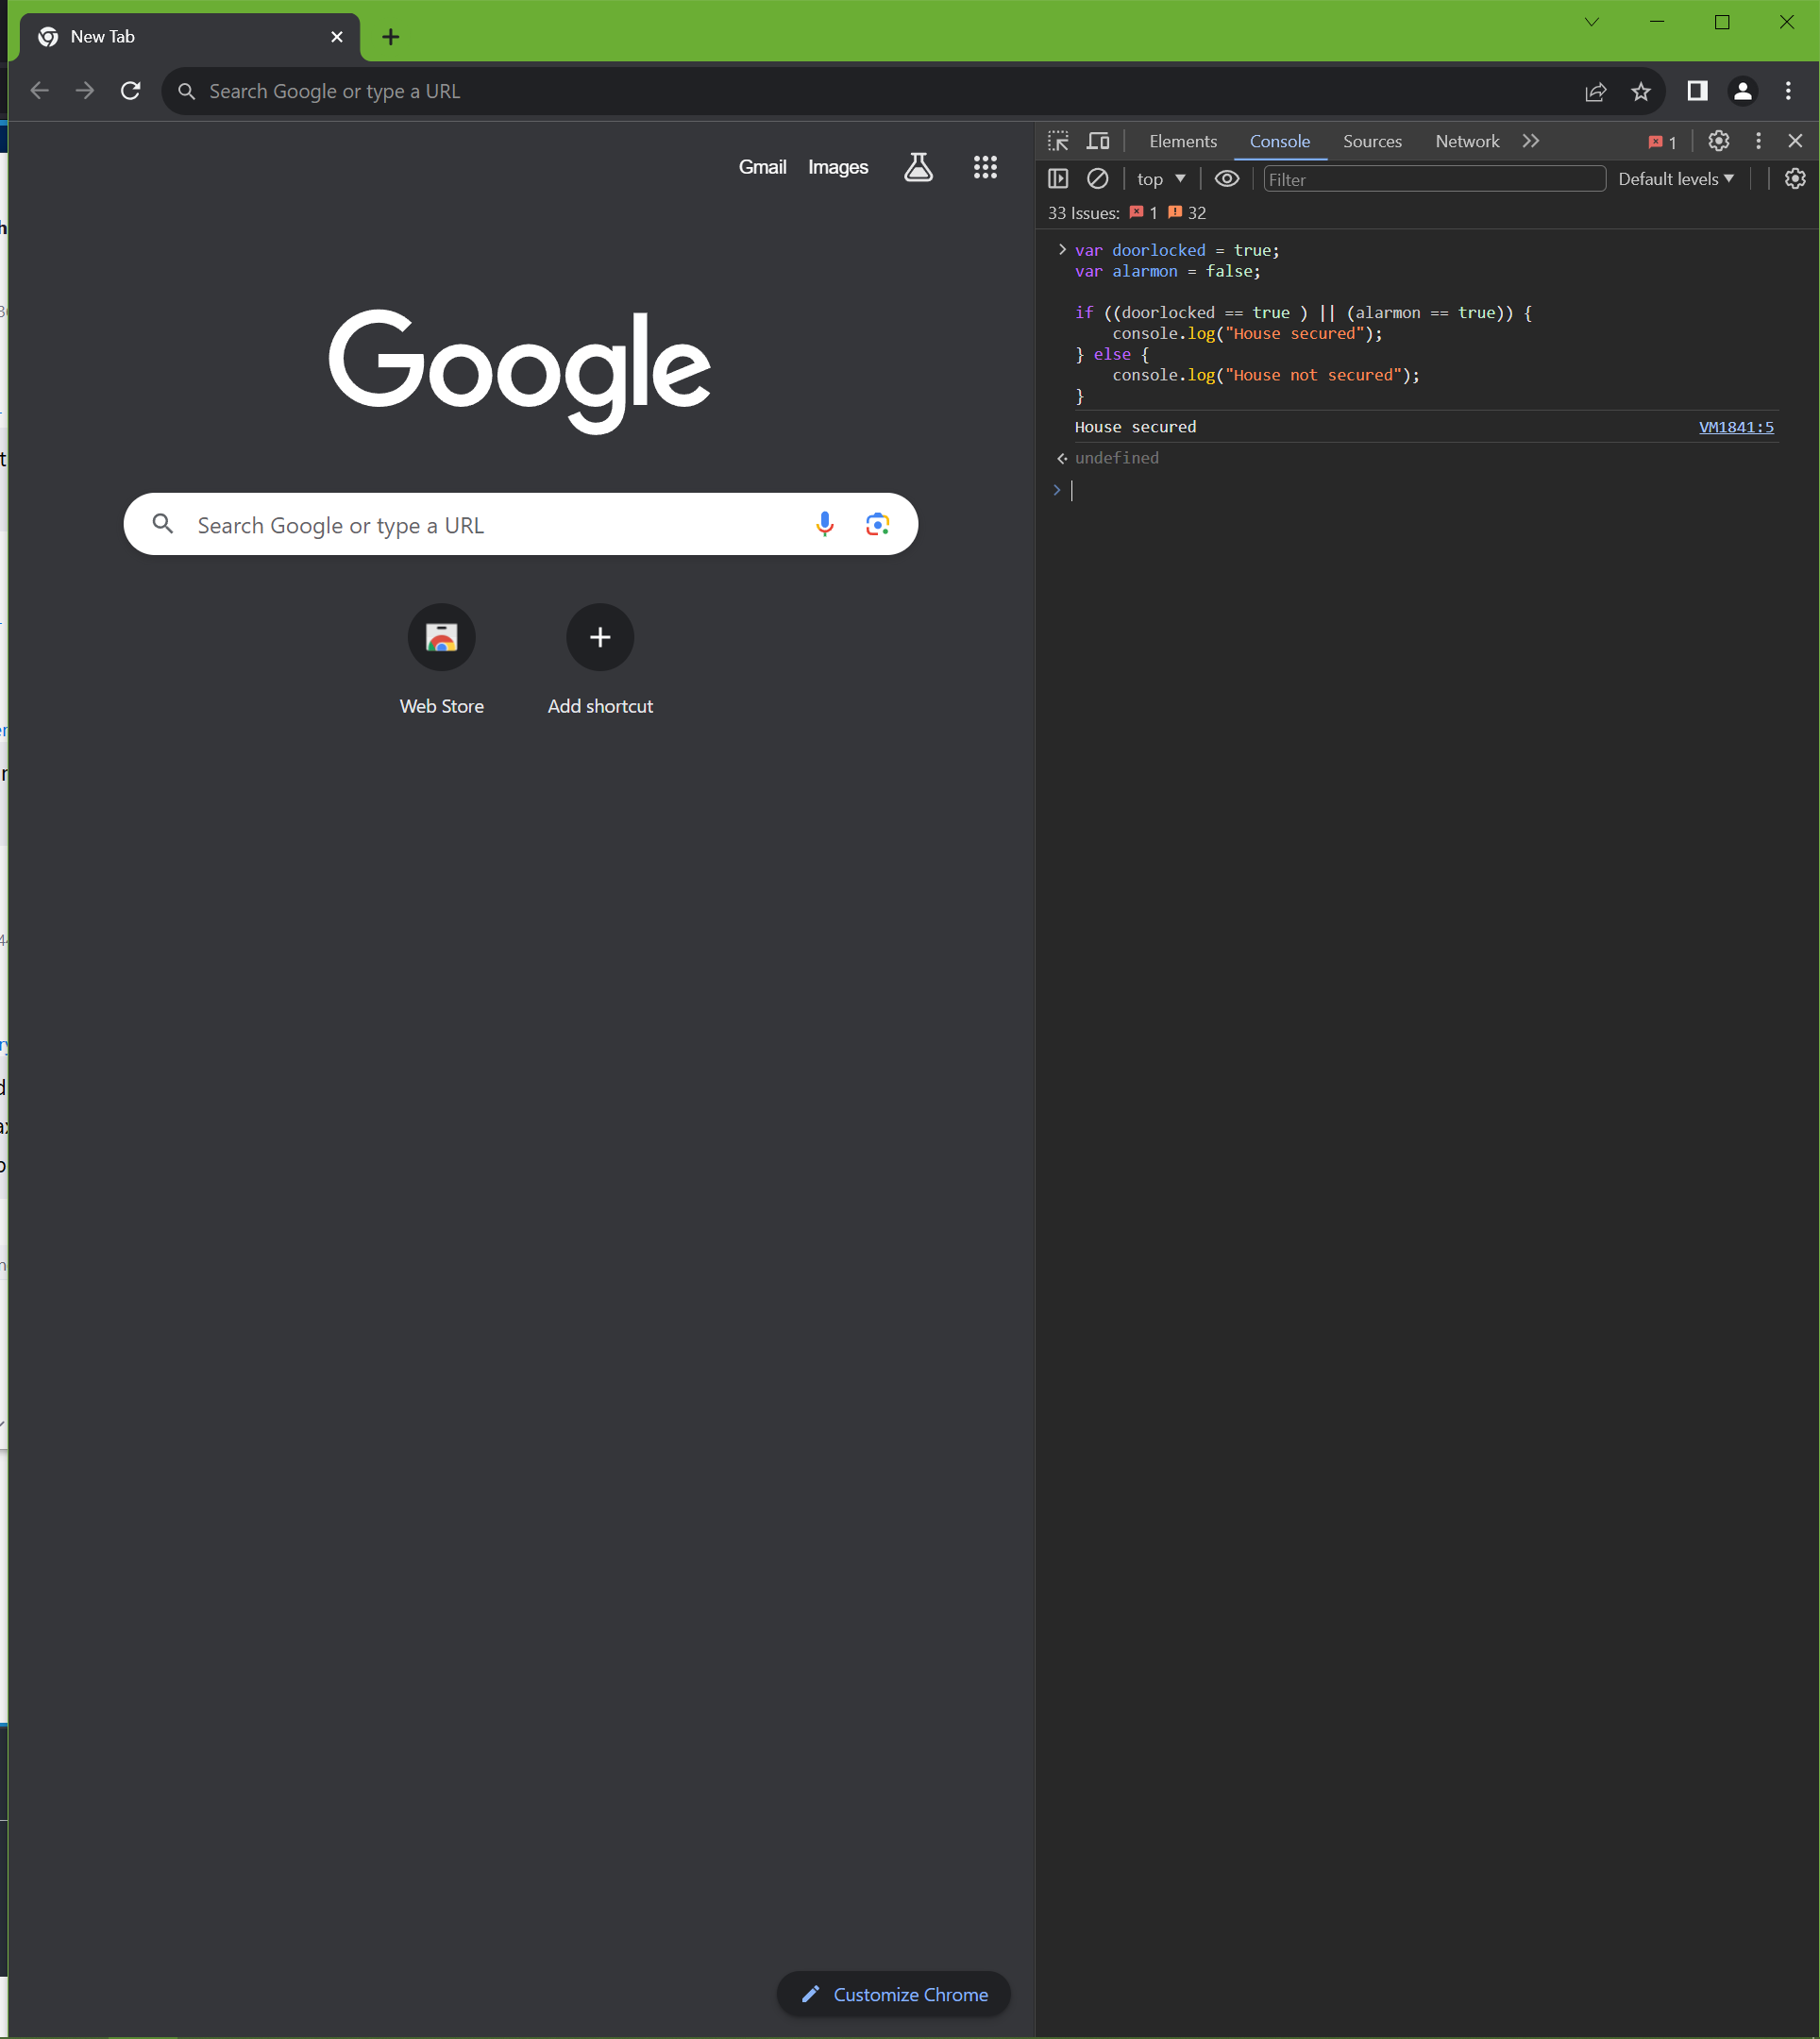 New Tab
Search Google or type a URL
Gmail Images
Google
Search Google or type a URL
Web Store Add shortcut
Customize Chrome
Elements Console Sources Network 1
top Filter Default levels
33 Issues: 1 32
var doorlocked = true;
var alarmon = false;
if ((doorlocked == true ) || (alarmon == true)) {
    console.log("House secured");
} else {
    console.log("House not secured");
}
House secured VM1841:5
undefined